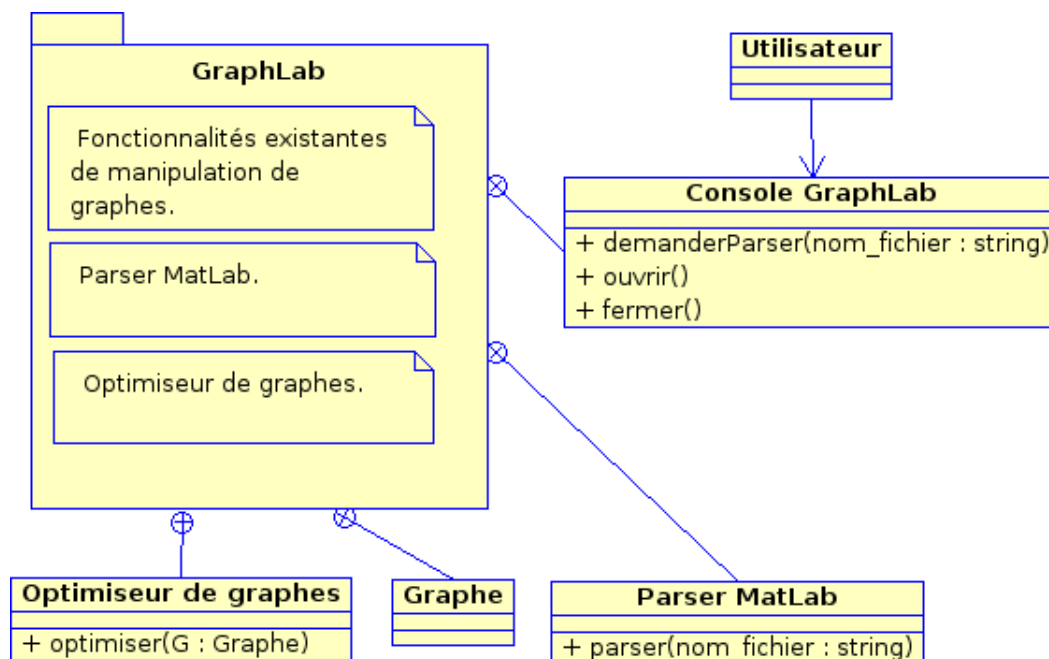 GraphLab
Fonctionnalités existantes
de manipulation de
graphes.
Parser MatLab.
Optimiseur de graphes.
Utilisateur
Console GraphLab
+ demanderParser(nom_fichier : string)
+ ouvrir()
+ fermer()
Optimiseur de graphes
+ optimiser(G : Graphe)
Graphe
Parser MatLab
+ parser(nom_fichier : string)